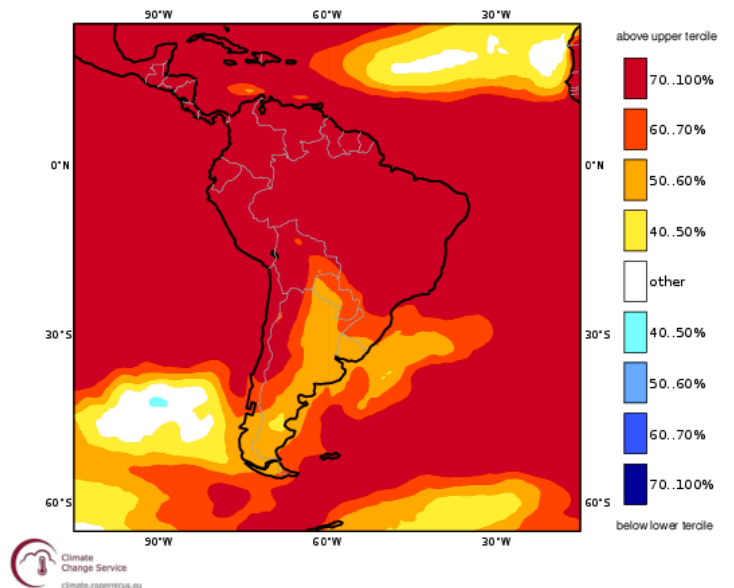 90°W 60°W 30°W
above upper tercile
70..100%
60..70%
0°N 0°N
50..60%
40..50%
other
30°S 30°S
40..50%
50..60%
60..70%
70..100%
60°S 60°S
below lower tercile
90°W 60°W 30°W
Climate
Change Service
climate.copernicus.eu